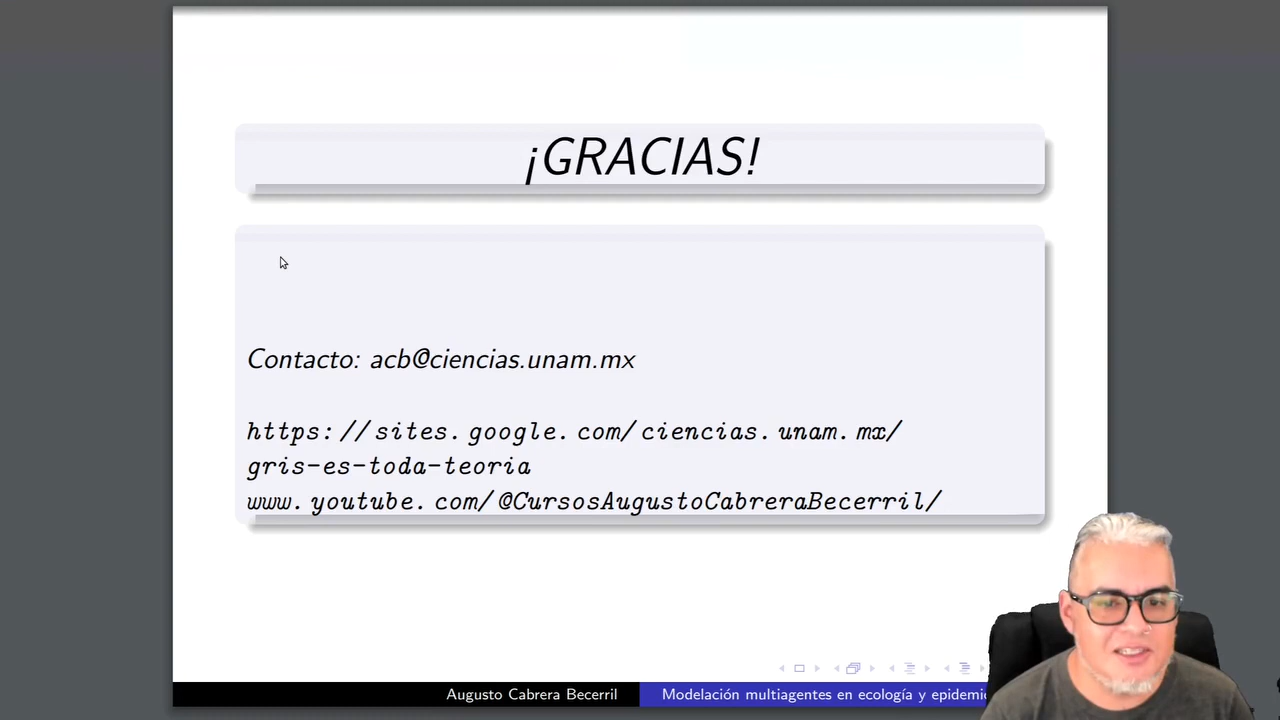 ¡GRACIAS!
Contacto: acb@ciencias.unam.mx
https://sites.google.com/ciencias.unam.mx/
gris-es-toda-teoria
www.youtube.com/@CursosAugustoCabreraBecerril/
Augusto Cabrera Becerril
Modelación multiagentes en ecología y